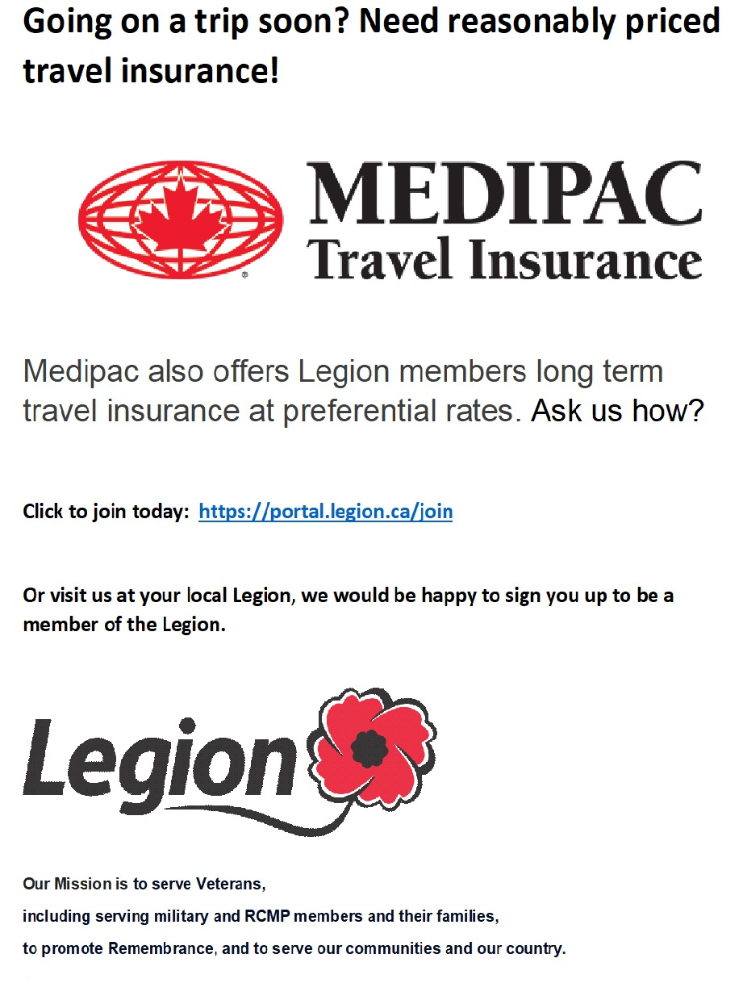 Going on a trip soon? Need reasonably priced
travel insurance!
MEDIPAC
Travel Insurance
®
Medipac also offers Legion members long term
travel insurance at preferential rates. Ask us how?
Click to join today: https://portal.legion.ca/join
Or visit us at your local Legion, we would be happy to sign you up to be a
member of the Legion.
Legion
Our Mission is to serve Veterans,
including serving military and RCMP members and their families,
to promote Remembrance, and to serve our communities and our country.